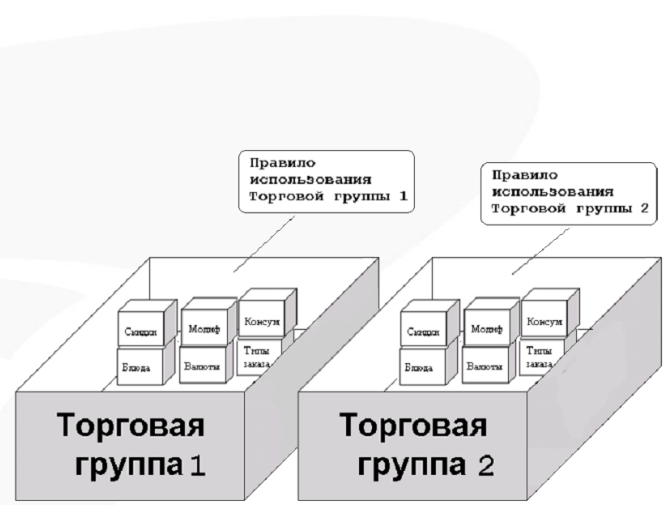 Правило
использования
Торговой группы 1
Правило
использования
Торговой группы 2
Скидки
Модиф
Консум
Блюда
Валюты
Типы
заказа
Скидки
Модиф
Консум
Блюда
Валюты
Типы
заказа
Торговая
группа 1
Торговая
группа 2